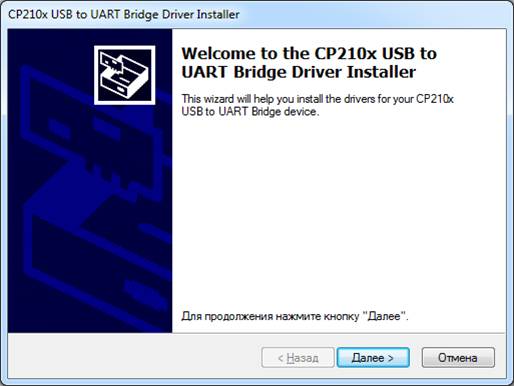 CP210x USB to UART Bridge Driver Installer
Welcome to the CP210x USB to
UART Bridge Driver Installer
This wizard will help you install the drivers for your CP210x
USB to UART Bridge device.
Для продолжения нажмите кнопку "Далее".
< Назад
Далее >
Отмена